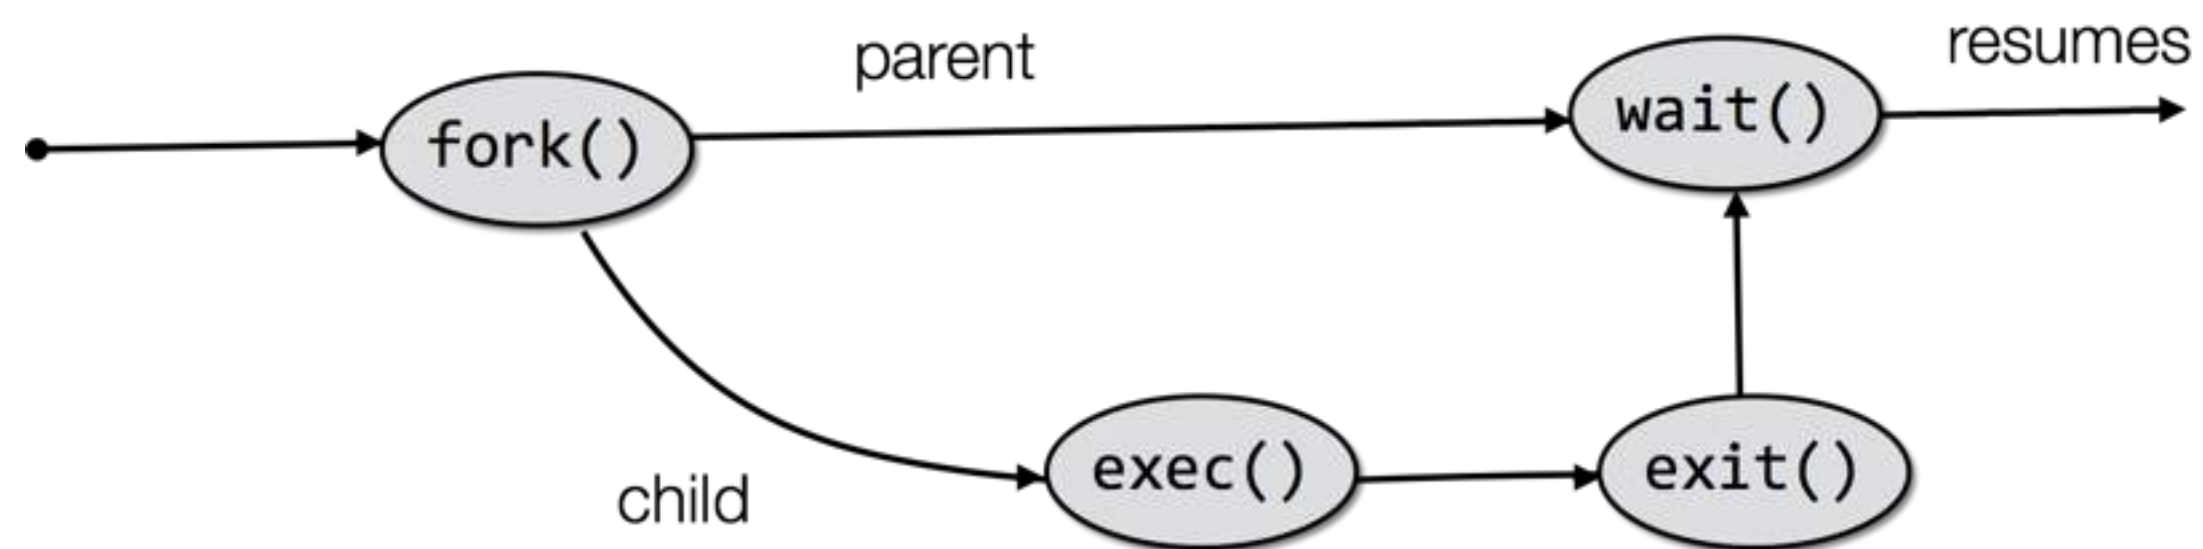 parent
resumes
fork()
wait()
child
exec()
exit()